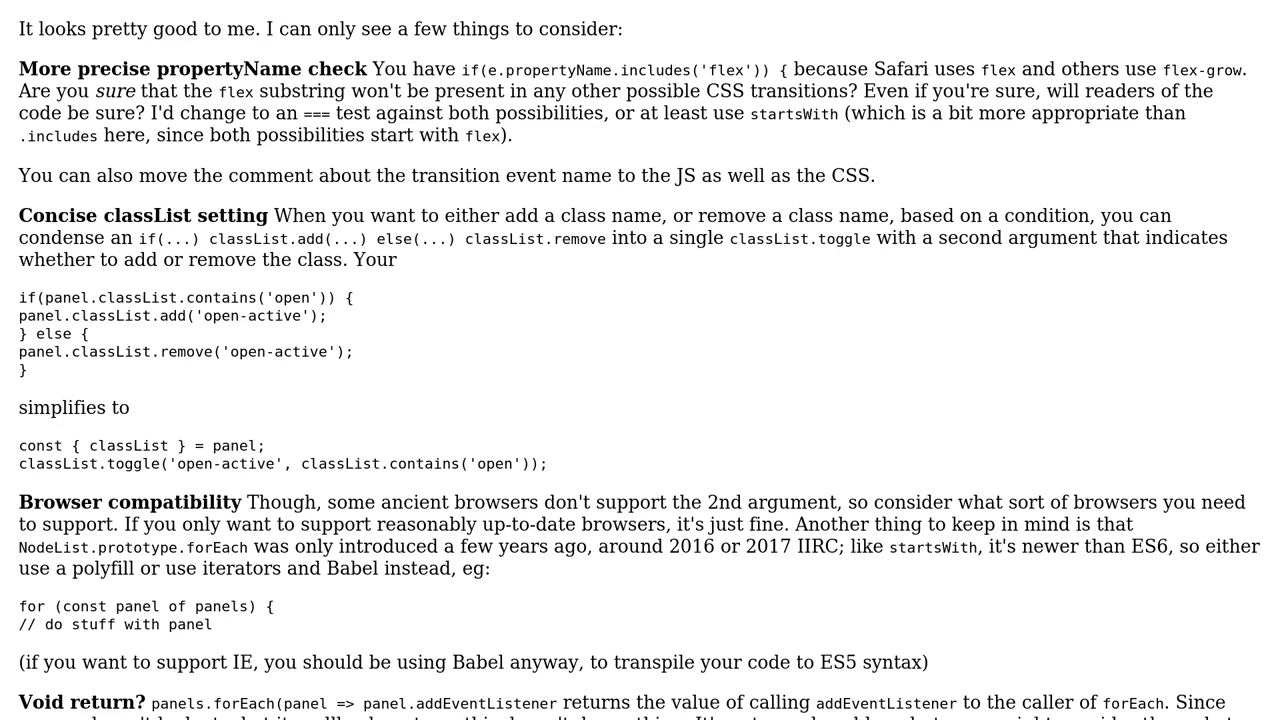 It looks pretty good to me. I can only see a few things to consider:
More precise propertyName check You have if(e.propertyName.includes('flex')) { because Safari uses flex and others use flex-grow.
Are you sure that the flex substring won't be present in any other possible CSS transitions? Even if you're sure, will readers of the
code be sure? I'd change to an === test against both possibilities, or at least use startsWith (which is a bit more appropriate than
.includes here, since both possibilities start with flex).
You can also move the comment about the transition event name to the JS as well as the CSS.
Concise classList setting When you want to either add a class name, or remove a class name, based on a condition, you can
condense an if(...) classList.add(...) else(...) classList.remove into a single classList.toggle with a second argument that indicates
whether to add or remove the class. Your
if(panel.classList.contains('open')) {
panel.classList.add('open-active');
} else {
panel.classList.remove('open-active');
}
simplifies to
const { classList } = panel;
classList.toggle('open-active', classList.contains('open'));
Browser compatibility Though, some ancient browsers don't support the 2nd argument, so consider what sort of browsers you need
to support. If you only want to support reasonably up-to-date browsers, it's just fine. Another thing to keep in mind is that
NodeList.prototype.forEach was only introduced a few years ago, around 2016 or 2017 IIRC; like startsWith, it's newer than ES6, so either
use a polyfill or use iterators and Babel instead, eg:
for (const panel of panels) {
// do stuff with panel
(if you want to support IE, you should be using Babel anyway, to transpile your code to ES5 syntax)
Void return? panels.forEach(panel => panel.addEventListener returns the value of calling addEventListener to the caller of forEach. Since